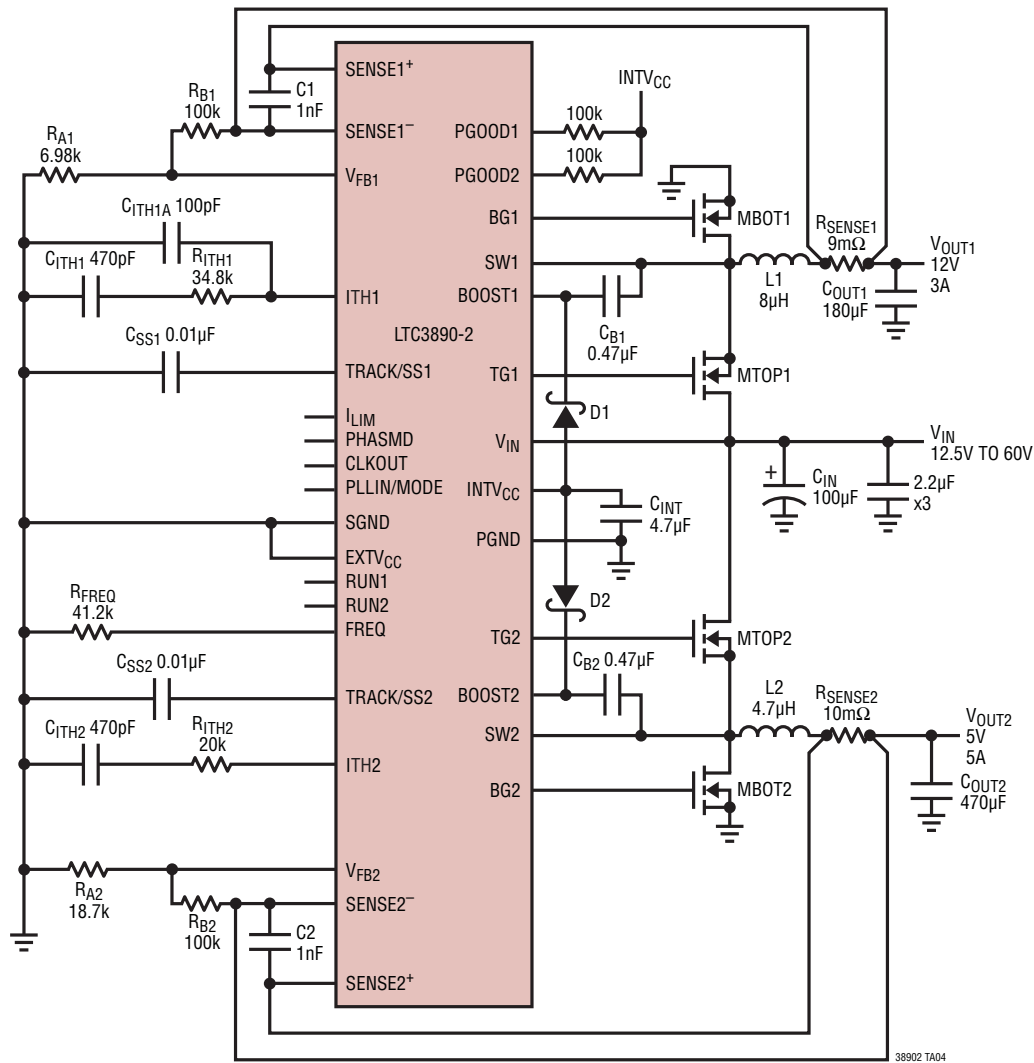 SENSE1+
RB1
100k
C1
1nF
SENSE1–
RA1
6.98k
VFB1
CITH1A 100pF
CITH1 470pF
RITH1
34.8k
ITH1
CSS1 0.01µF
TRACK/SS1
ILIM
PHASMD
CLKOUT
PLLIN/MODE
SGND
EXTVCC
RUN1
RUN2
RFREQ
41.2k
FREQ
CSS2 0.01µF
TRACK/SS2
CITH2 470pF
RITH2
20k
ITH2
VFB2
RA2
18.7k
RB2
100k
SENSE2–
C2
1nF
SENSE2+
LTC3890-2
INTVCC
PGOOD1
100k
PGOOD2
100k
BG1
MBOT1
SW1
L1
8µH
RSENSE1
9mΩ
VOUT1
12V
3A
COUT1
180µF
BOOST1
CB1
0.47µF
TG1
MTOP1
D1
VIN
VIN
12.5V TO 60V
CIN
100µF
+
2.2µF
x3
INTVCC
CINT
4.7µF
PGND
D2
TG2
MTOP2
CB2 0.47µF
BOOST2
SW2
L2
4.7µH
RSENSE2
10mΩ
VOUT2
5V
5A
COUT2
470µF
BG2
MBOT2
38902 TA04